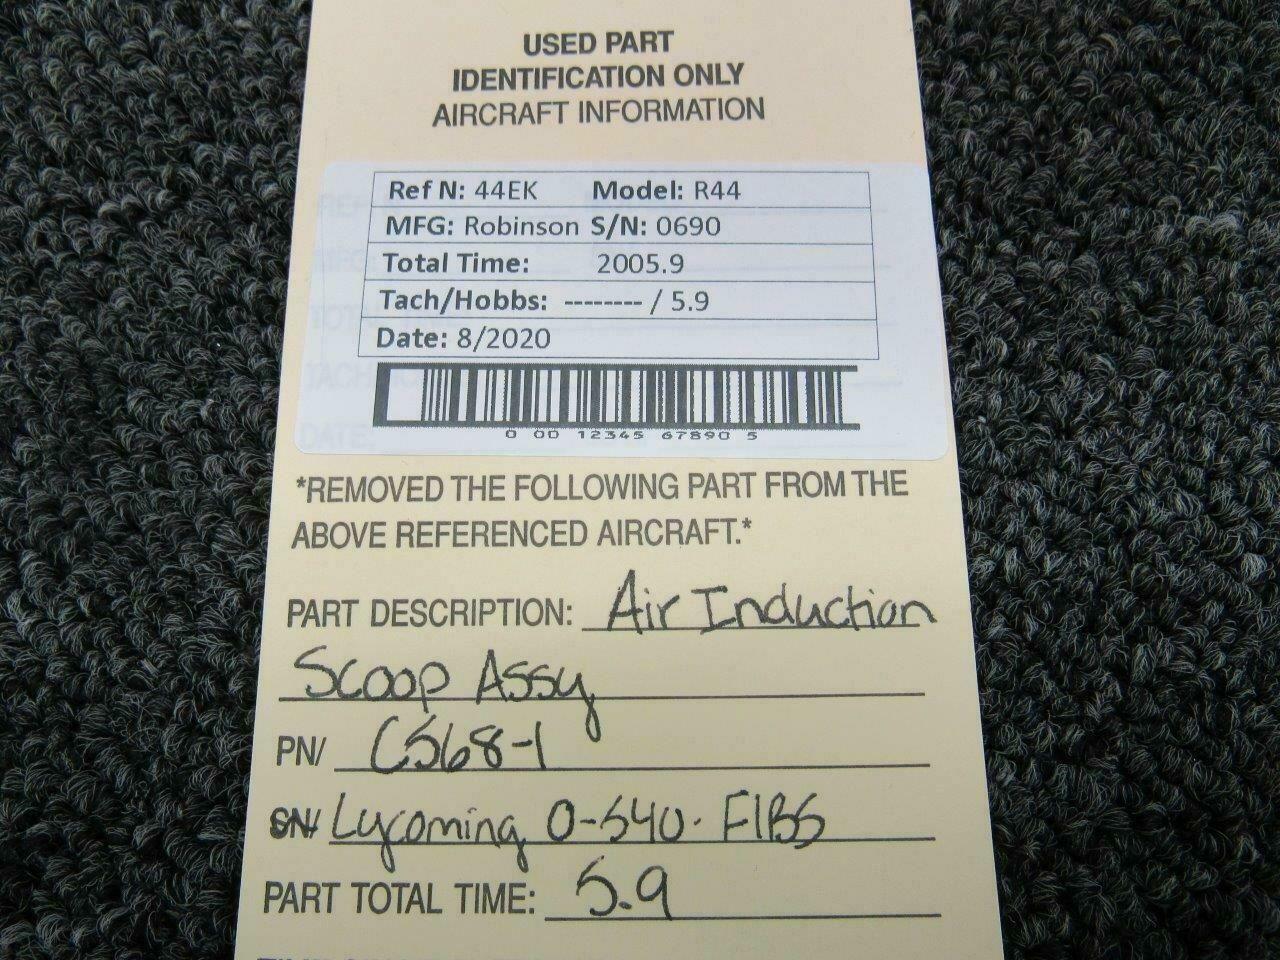 USED PART
IDENTIFICATION ONLY
AIRCRAFT INFORMATION
Ref N: 44EK Model: R44
MFG: Robinson S/N: 0690
Total Time: 2005.9
Tach/Hobbs: -------- / 5.9
Date: 8/2020
0 00 12345 67890 5
*REMOVED THE FOLLOWING PART FROM THE
ABOVE REFERENCED AIRCRAFT.*
PART DESCRIPTION: Air Induction
Scoop Assy
PN/ C568-1
SN/ Lycoming O-540-F1B5
PART TOTAL TIME: 5.9